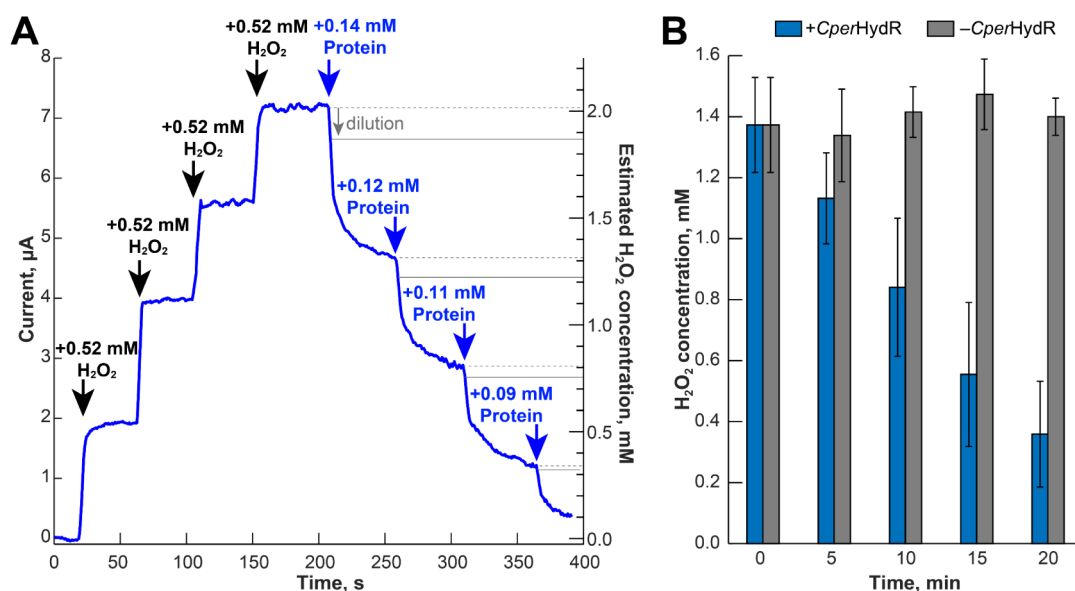 A
+0.52 mM
H₂O₂
+0.14 mM
Protein
+0.52 mM
H₂O₂
dilution
+0.12 mM
Protein
+0.52 mM
H₂O₂
+0.11 mM
Protein
+0.52 mM
H₂O₂
+0.09 mM
Protein
8
7
6
5
4
3
2
1
0
Current, µA
2.0
1.5
1.0
0.5
0.0
Estimated H₂O₂ concentration, mM
0
50
100
150
200
250
300
350
400
Time, s
B
+CperHydR
–CperHydR
1.6
1.4
1.2
1.0
0.8
0.6
0.4
0.2
0.0
H₂O₂ concentration, mM
0
5
10
15
20
Time, min